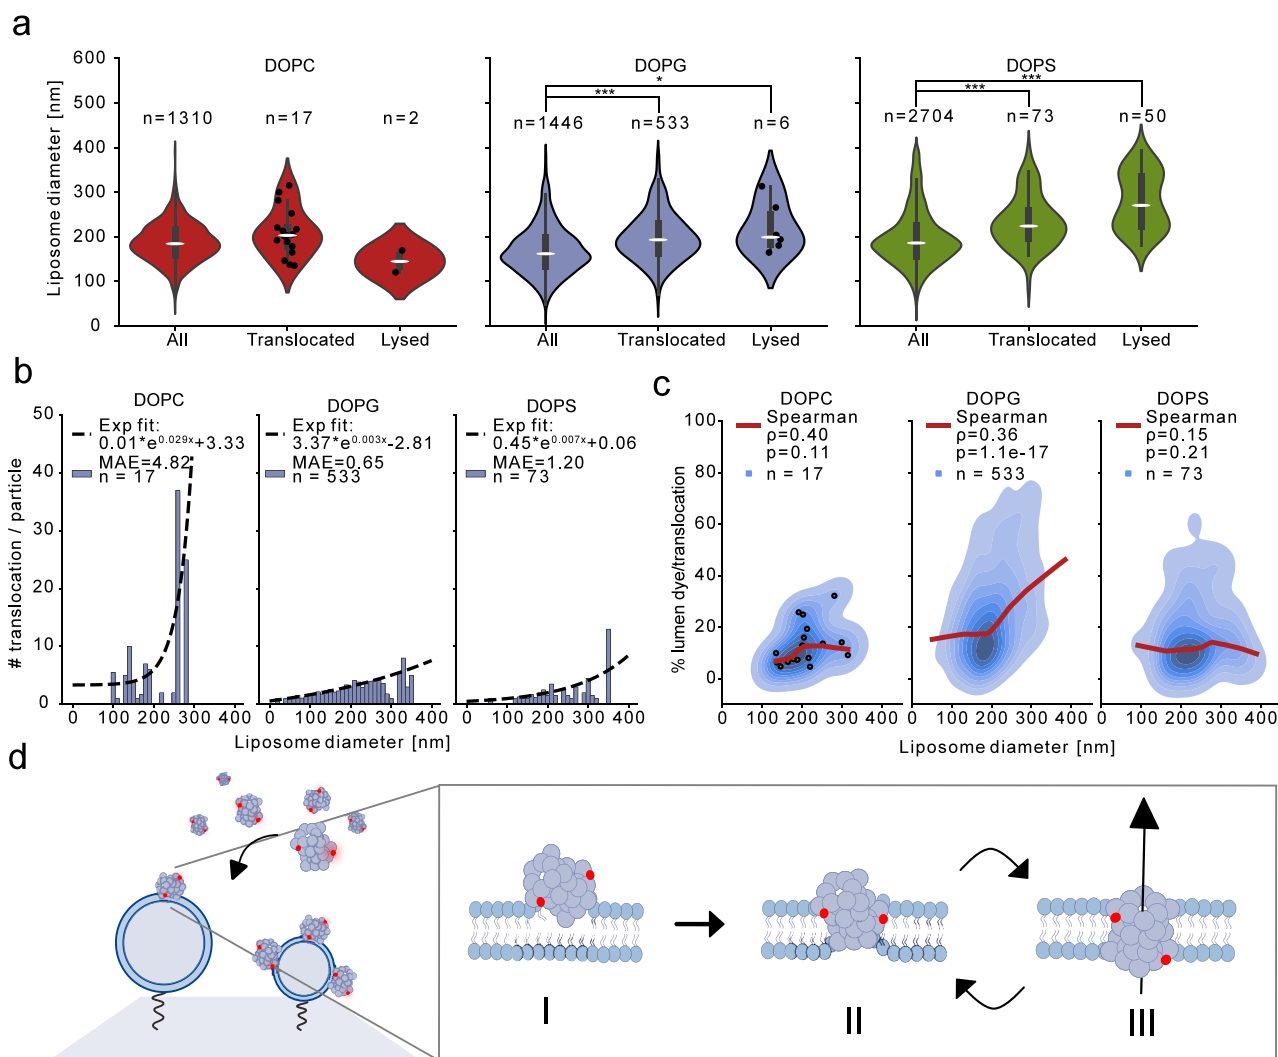 a
DOPC
DOPG
DOPS
Liposome diameter [nm]
600
500
400
300
200
100
0
n=1310
n=17
n=2
*
***
n=1446
n=533
n=6
***
***
n=2704
n=73
n=50
All
Translocated
Lysed
All
Translocated
Lysed
All
Translocated
Lysed
b
# translocation / particle
50
40
30
20
10
0
DOPC
Exp fit:
0.01*e^0.029x+3.33
MAE=4.82
n = 17
DOPG
Exp fit:
3.37*e^0.003x-2.81
MAE=0.65
n = 533
DOPS
Exp fit:
0.45*e^0.007x+0.06
MAE=1.20
n = 73
0 100 200 300 400
0 100 200 300 400
0 100 200 300 400
Liposome diameter [nm]
c
% lumen dye/translocation
100
80
60
40
20
0
DOPC
Spearman
ρ=0.40
p=0.11
n = 17
DOPG
Spearman
ρ=0.36
p=1.1e-17
n = 533
DOPS
Spearman
ρ=0.15
p=0.21
n = 73
0 100 200 300 400
0 100 200 300 400
0 100 200 300 400
Liposome diameter [nm]
d
I
II
III